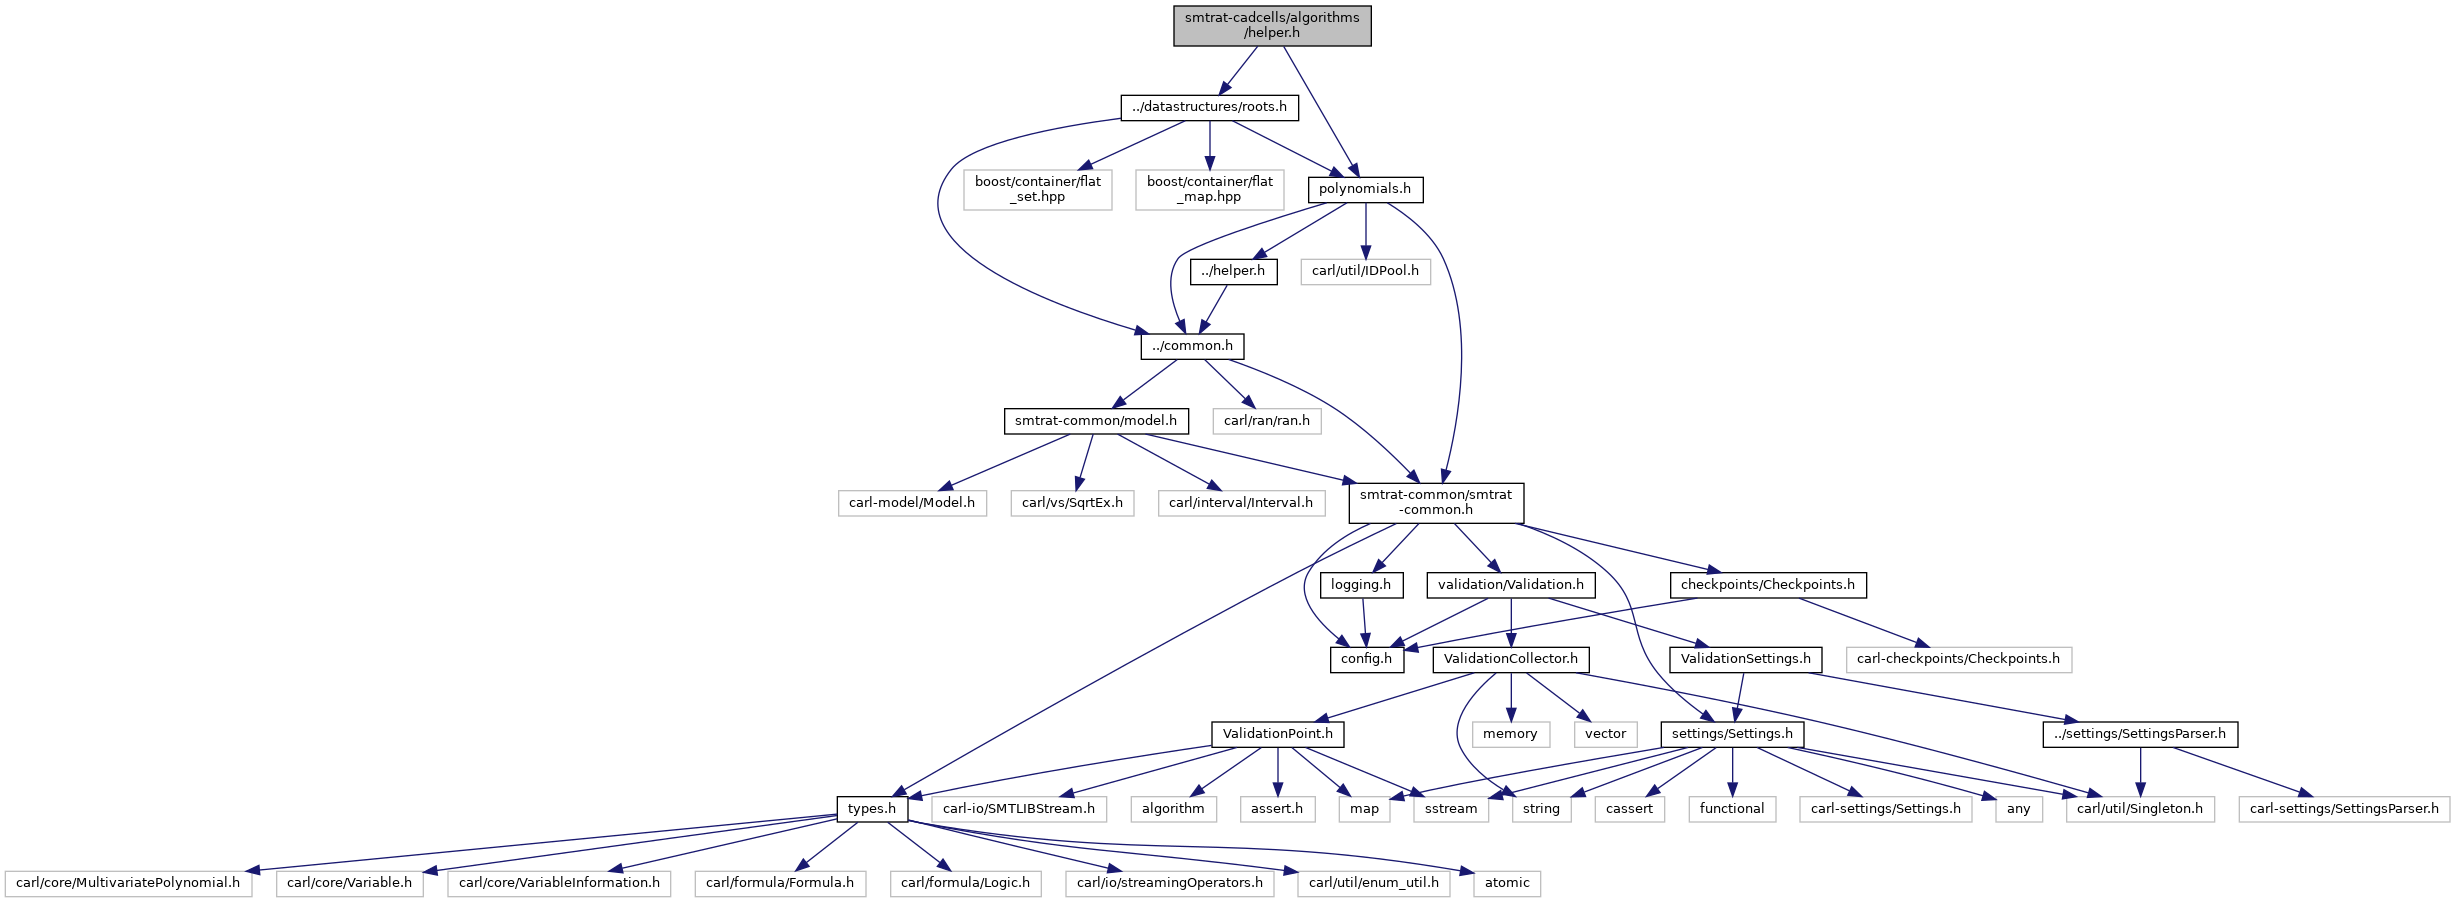 smtrat-cadcells/algorithms
/helper.h
../datastructures/roots.h
boost/container/flat
_set.hpp
boost/container/flat
_map.hpp
polynomials.h
../helper.h
carl/util/IDPool.h
../common.h
smtrat-common/model.h
carl/ran/ran.h
carl-model/Model.h
carl/vs/SqrtEx.h
carl/interval/Interval.h
smtrat-common/smtrat
-common.h
logging.h
validation/Validation.h
checkpoints/Checkpoints.h
config.h
ValidationCollector.h
ValidationSettings.h
carl-checkpoints/Checkpoints.h
ValidationPoint.h
memory
vector
settings/Settings.h
../settings/SettingsParser.h
types.h
carl-io/SMTLIBStream.h
algorithm
assert.h
map
sstream
string
cassert
functional
carl-settings/Settings.h
any
carl/util/Singleton.h
carl-settings/SettingsParser.h
carl/core/MultivariatePolynomial.h
carl/core/Variable.h
carl/core/VariableInformation.h
carl/formula/Formula.h
carl/formula/Logic.h
carl/io/streamingOperators.h
carl/util/enum_util.h
atomic